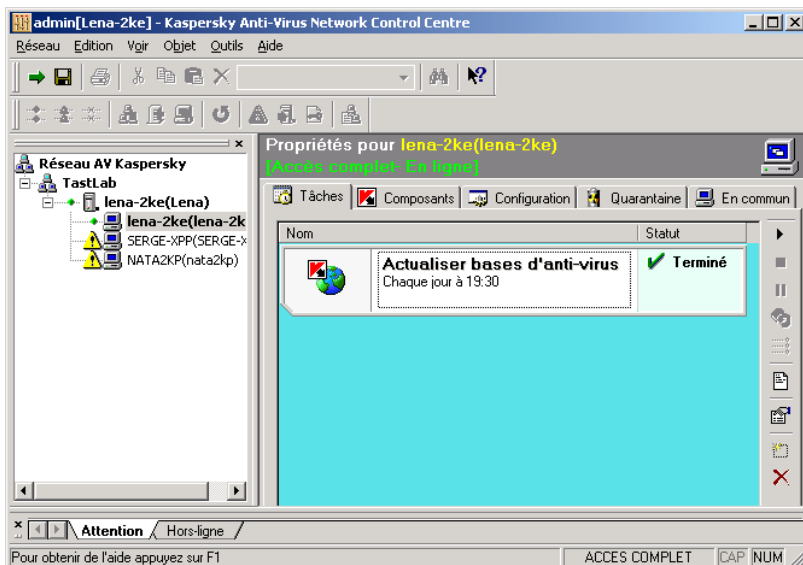 admin[Lena-2ke] - Kaspersky Anti-Virus Network Control Centre
Réseau Edition Voir Objet Outils Aide
Propriétés pour lena-2ke(lena-2ke)
[Accès complet- En ligne]
Réseau AV Kaspersky
TastLab
lena-2ke(Lena)
lena-2ke(lena-2k
SERGE-XPP(SERGE-X
NATA2KP(nata2kp)
Tâches Composants Configuration Quarantaine En commun
Nom Statut
Actualiser bases d'anti-virus Terminé
Chaque jour à 19:30
Attention Hors-ligne
Pour obtenir de l'aide appuyez sur F1 ACCES COMPLET CAP NUM